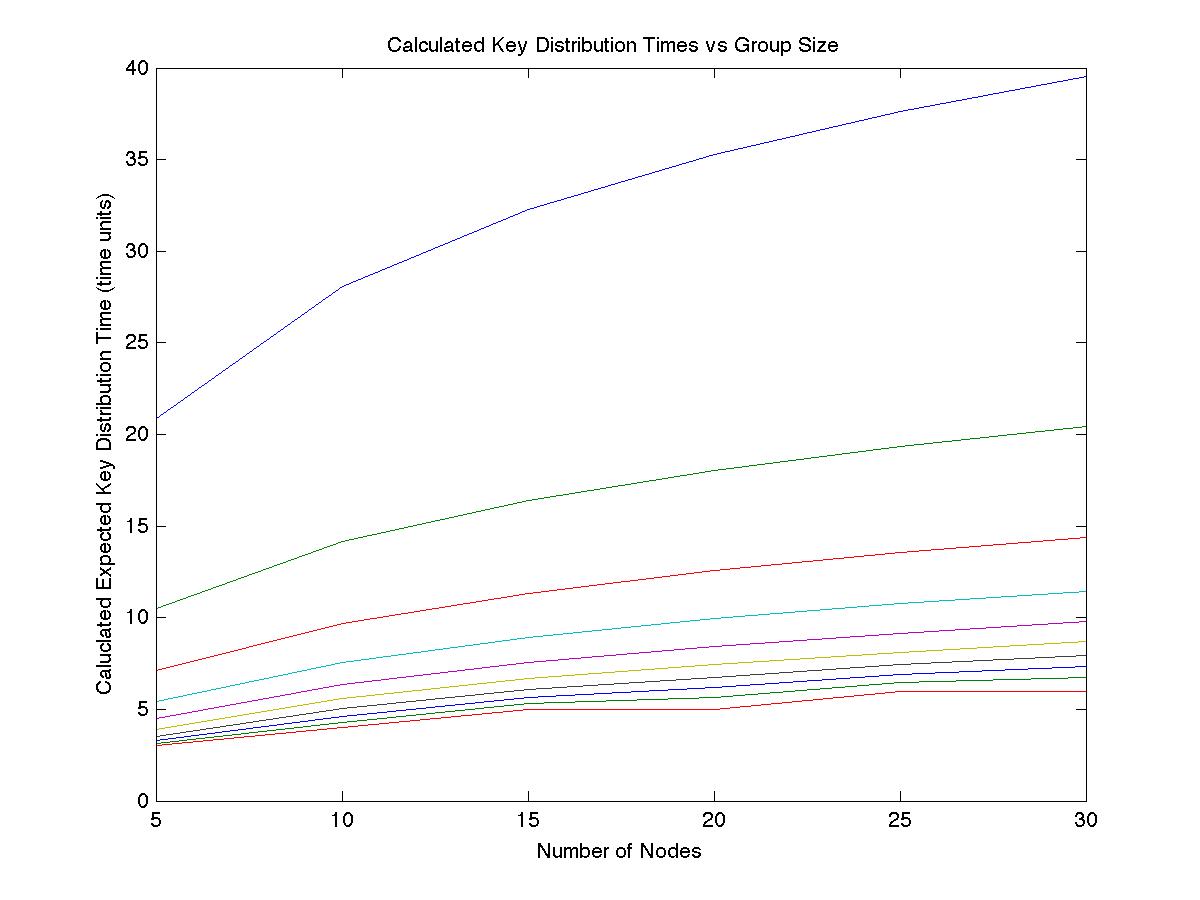 Calculated Key Distribution Times vs Group Size
40
35
30
25
20
15
10
5
0
Caluclated Expected Key Distribution Time (time units)
5 10 15 20 25 30
Number of Nodes